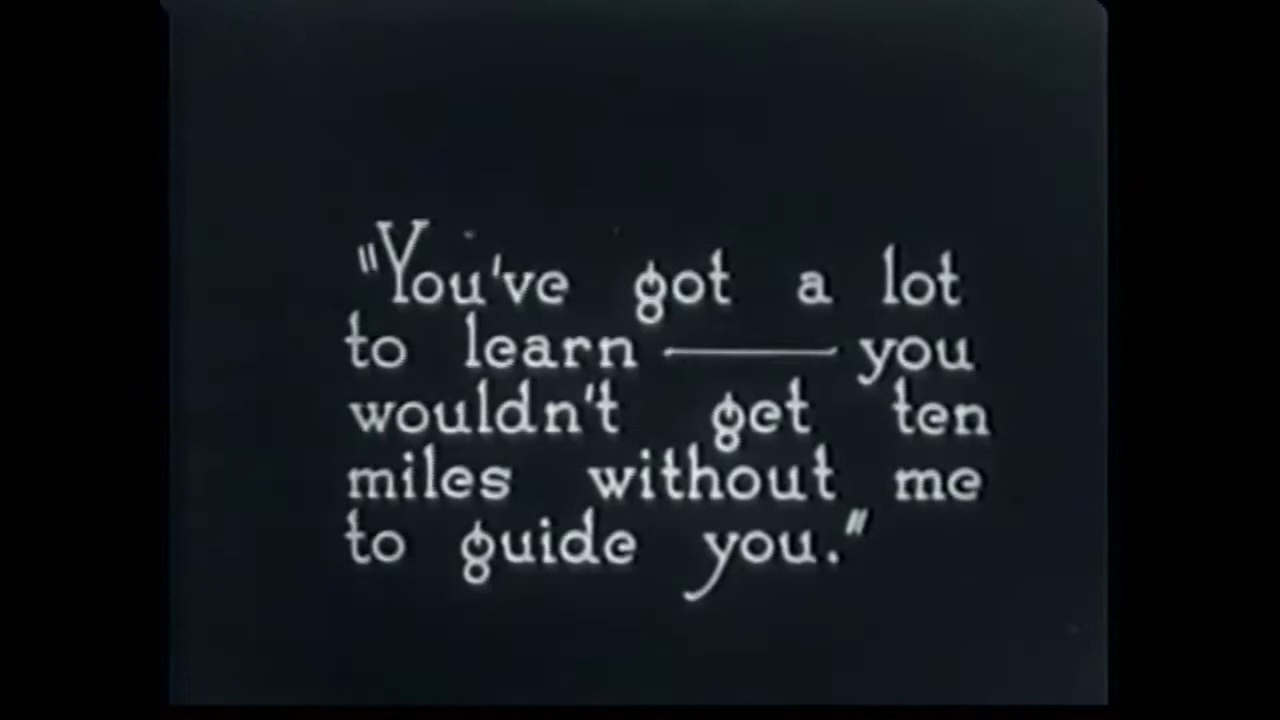 "You've got a lot
to learn —— you
wouldn't get ten
miles without me
to guide you."